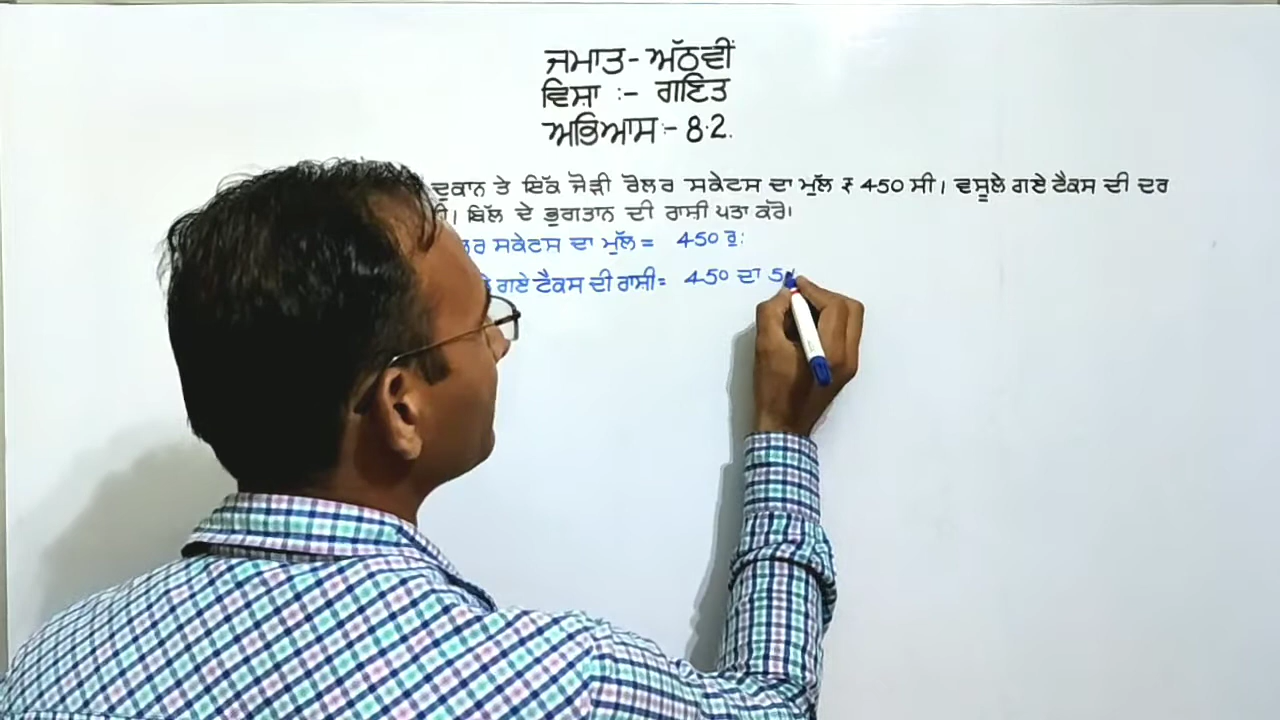 ਜਮਾਤ- ਅੱਠਵੀਂ
ਵਿਸ਼ਾ :- ਗਣਿਤ
ਅਭਿਆਸ:- 8.2.
ਦੁਕਾਨ ਤੇ ਇੱਕ ਜੋੜੀ ਰੋਲਰ ਸਕੇਟਸ ਦਾ ਮੁੱਲ ₹ 450 ਸੀ। ਵਸੂਲੇ ਗਏ ਟੈਕਸ ਦੀ ਦਰ
ਬਿੱਲ ਦੇ ਭੁਗਤਾਨ ਦੀ ਰਾਸ਼ੀ ਪਤਾ ਕਰੋ।
ਸਕੇਟਸ ਦਾ ਮੁੱਲ = 450 ਰੁ:
ਗਏ ਟੈਕਸ ਦੀ ਰਾਸ਼ੀ= 450 ਦਾ 5